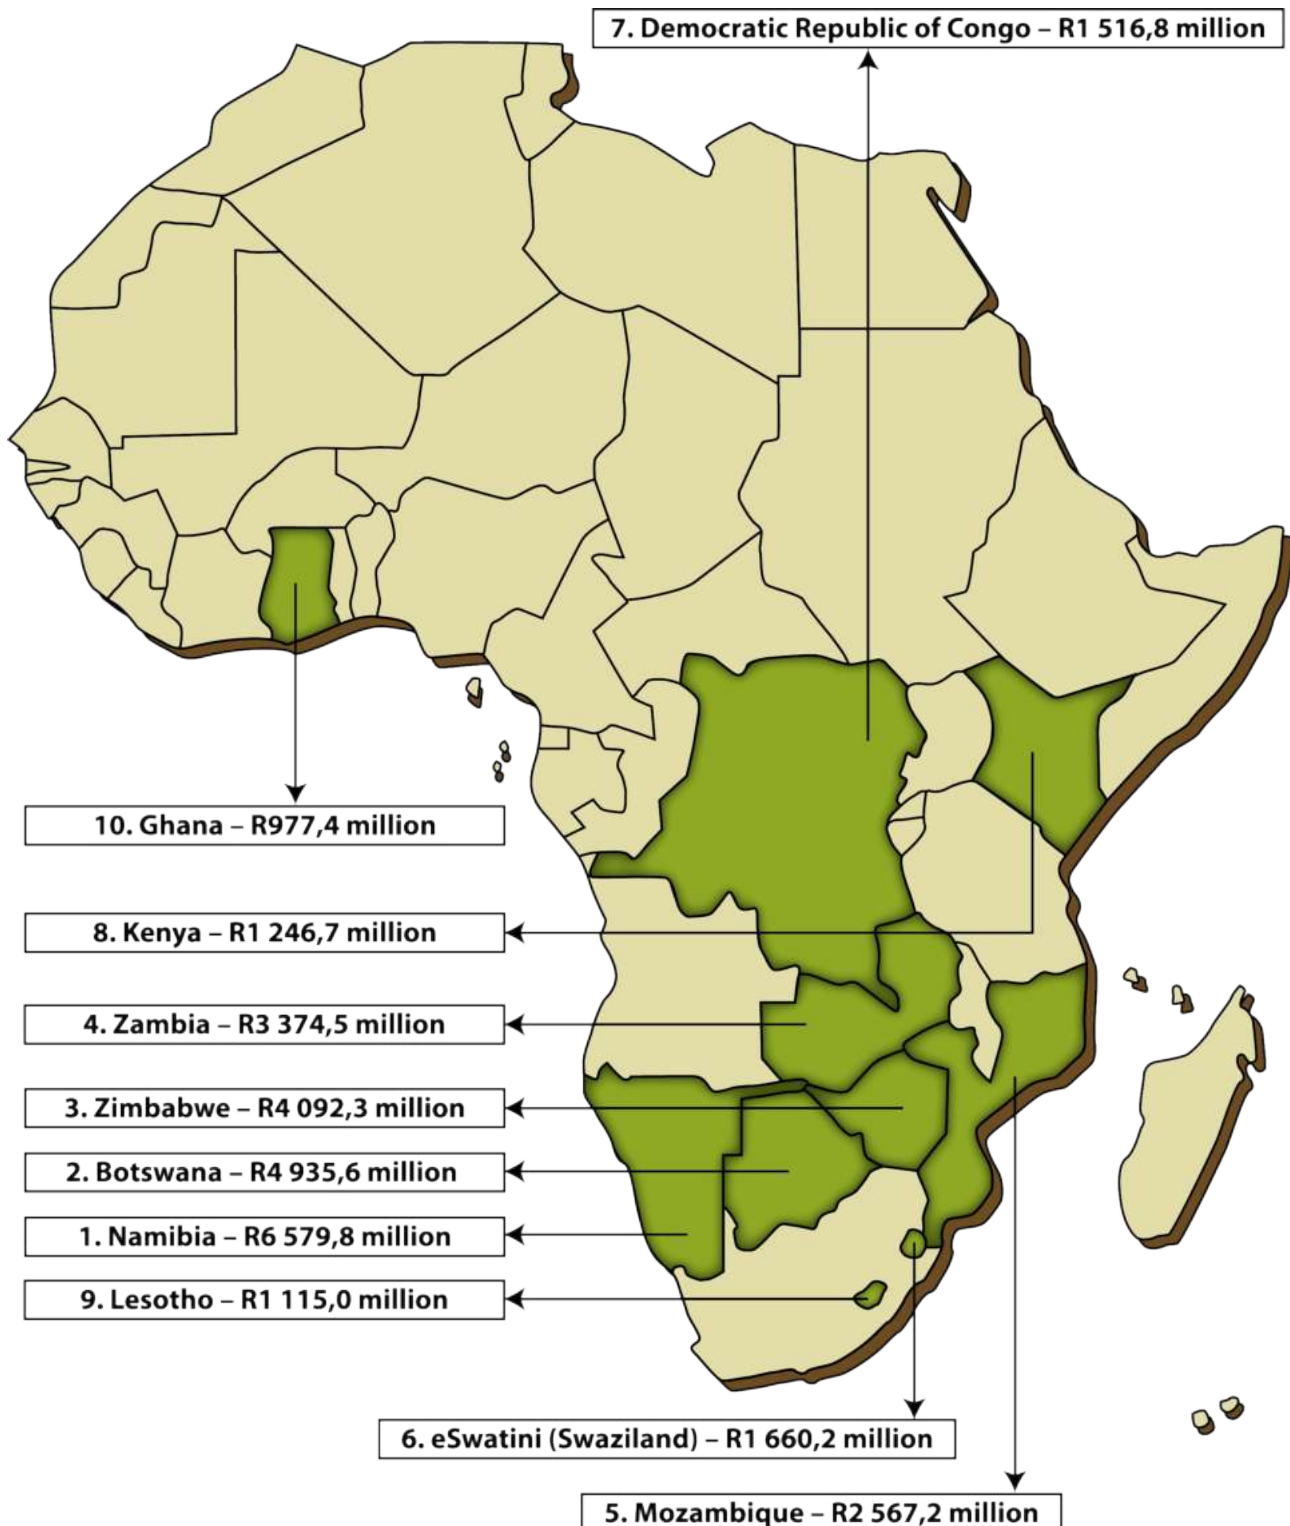 7. Democratic Republic of Congo – R1 516,8 million
10. Ghana – R977,4 million
8. Kenya – R1 246,7 million
4. Zambia – R3 374,5 million
3. Zimbabwe – R4 092,3 million
2. Botswana – R4 935,6 million
1. Namibia – R6 579,8 million
9. Lesotho – R1 115,0 million
6. eSwatini (Swaziland) – R1 660,2 million
5. Mozambique – R2 567,2 million